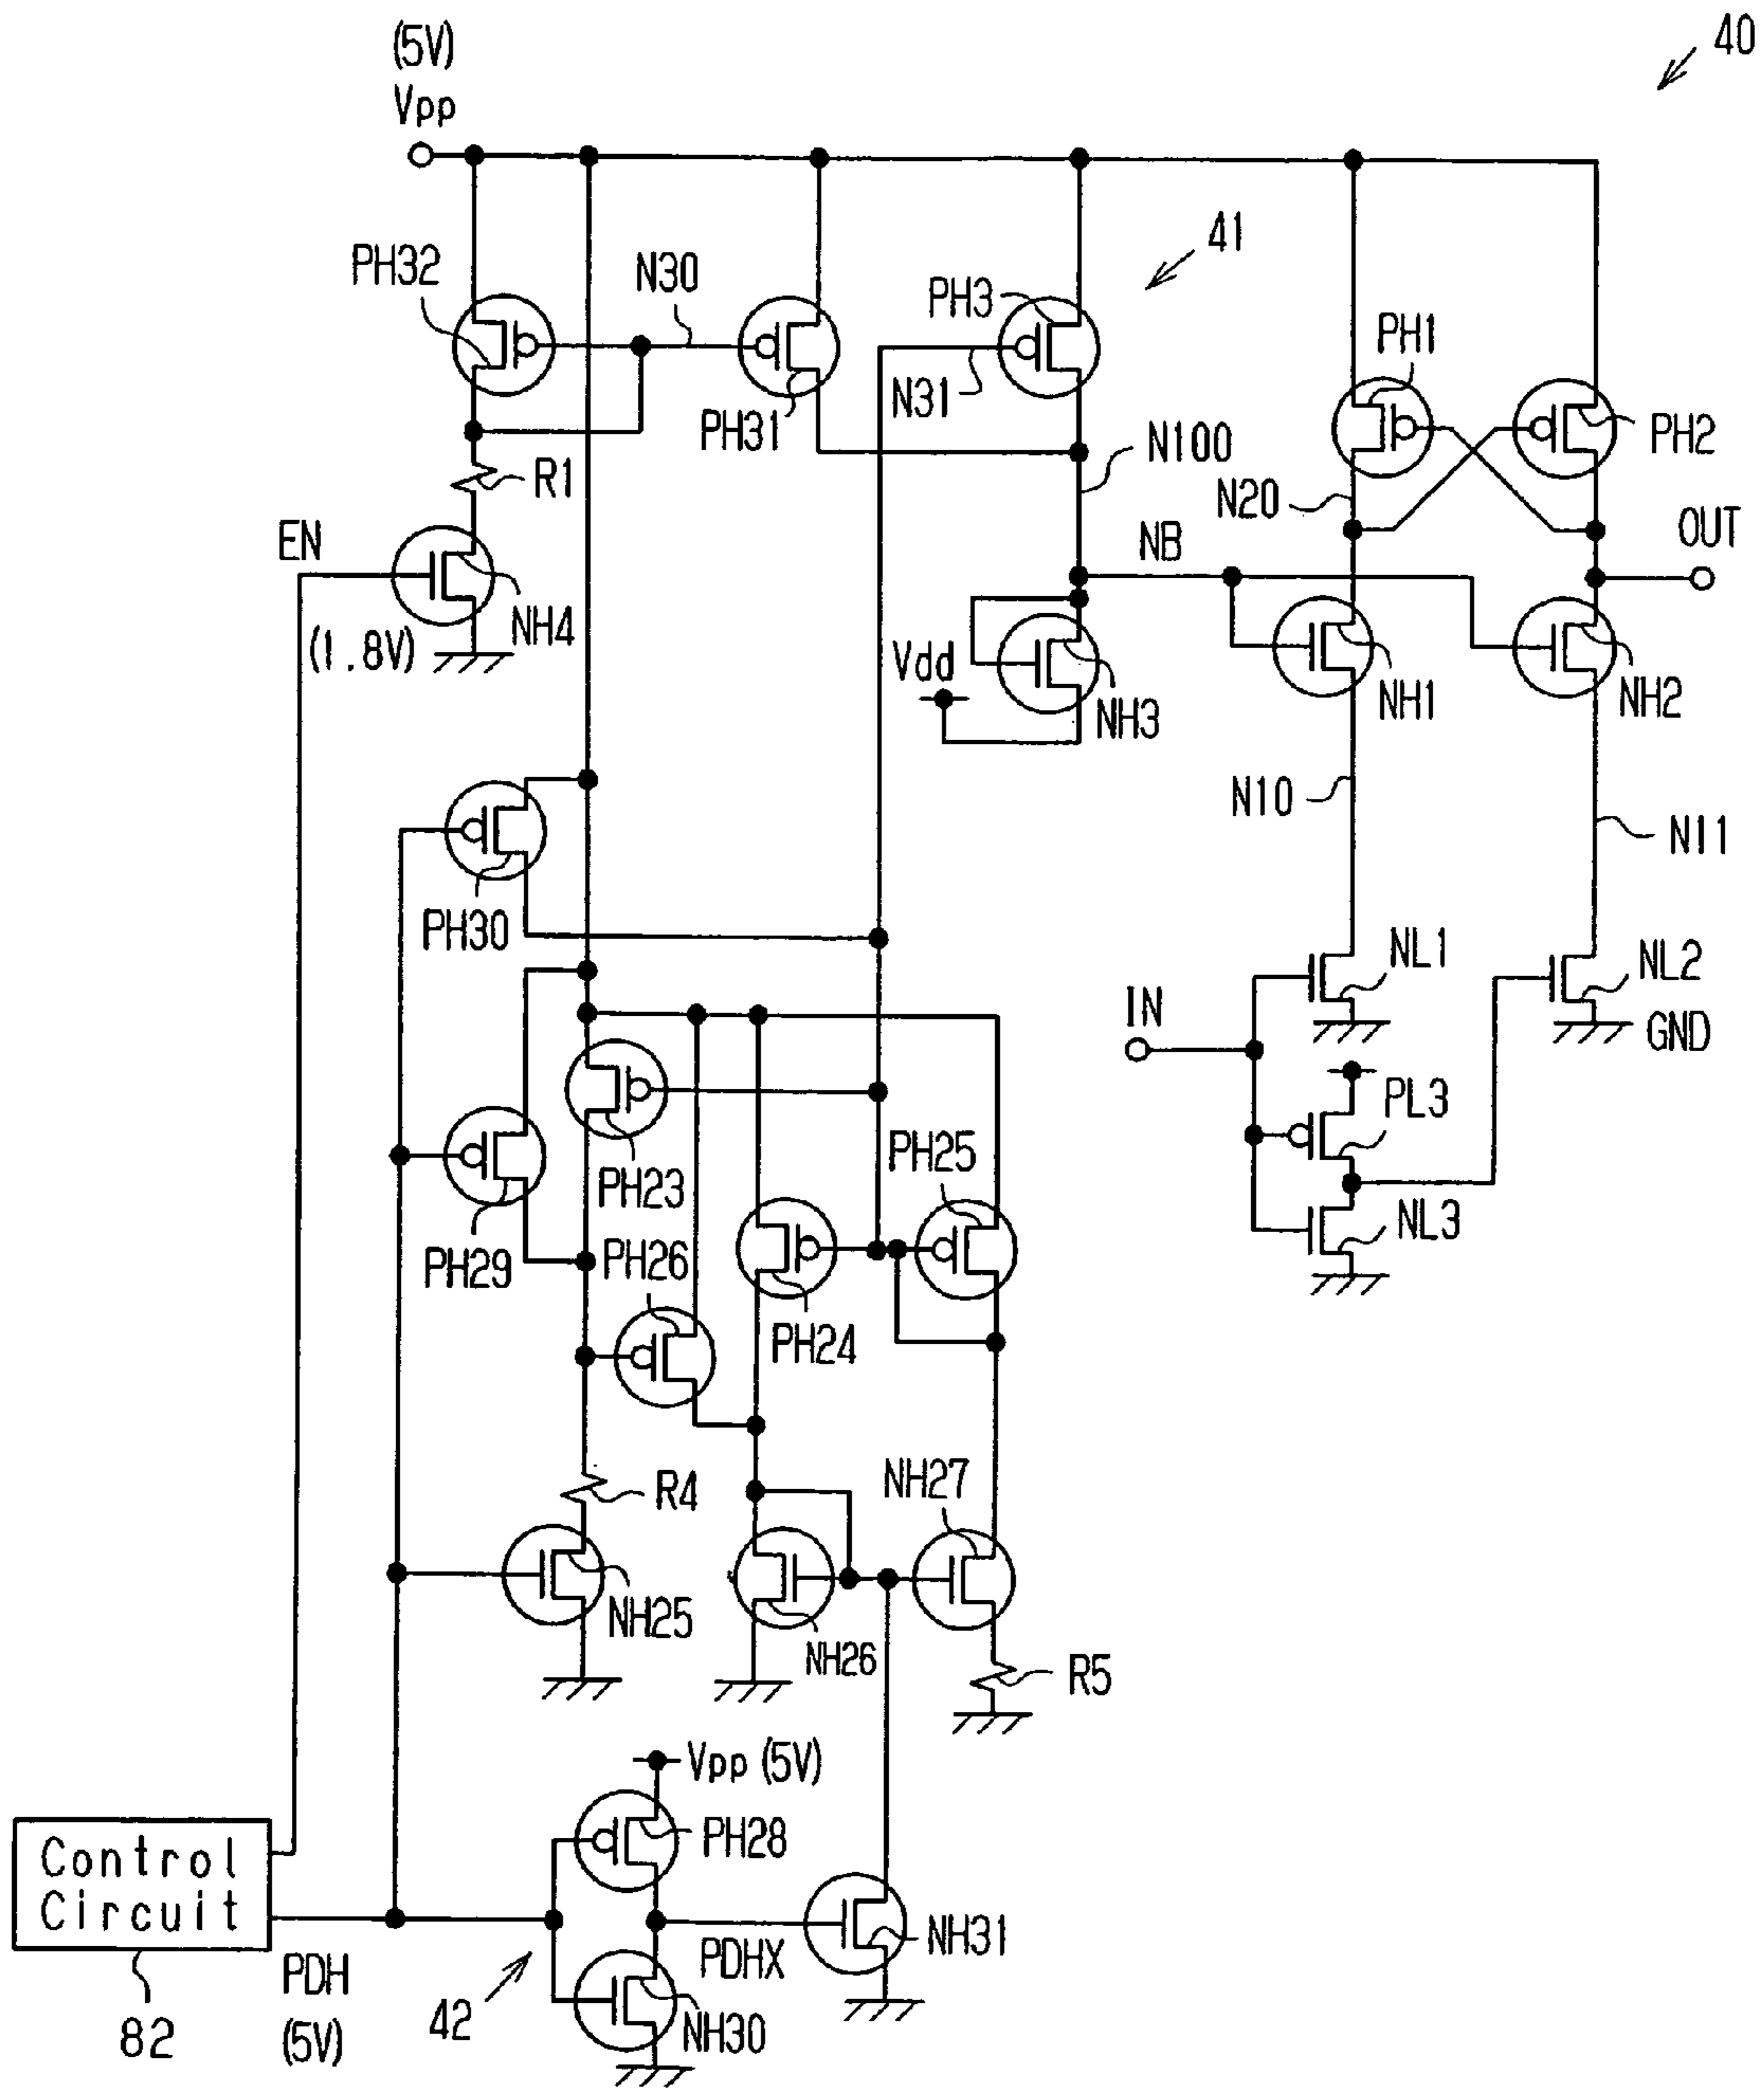 (5V)
Vpp
40
41
PH32
N30
PH31
PH3
N31
N100
PH1
PH2
N20
OUT
R1
EN
(1.8V)
NH4
NB
Vdd
NH3
NH1
NH2
N10
N11
PH30
NL1
NL2
GND
IN
PL3
NL3
PH23
PH25
PH29
PH26
PH24
R4
NH27
NH25
NH26
R5
Vpp (5V)
PH28
Control
Circuit
82
PDH
(5V)
42
PDHX
NH31
NH30